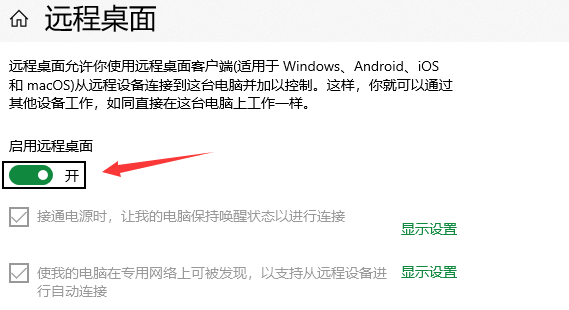 远程桌面
远程桌面允许你使用远程桌面客户端(适用于 Windows、Android、iOS
和 macOS)从远程设备连接到这台电脑并加以控制。这样，你就可以通过
其他设备工作，如同直接在这台电脑上工作一样。
启用远程桌面
开
接通电源时，让我的电脑保持唤醒状态以进行连接
显示设置
使我的电脑在专用网络上可被发现，以支持从远程设备进
行自动连接
显示设置